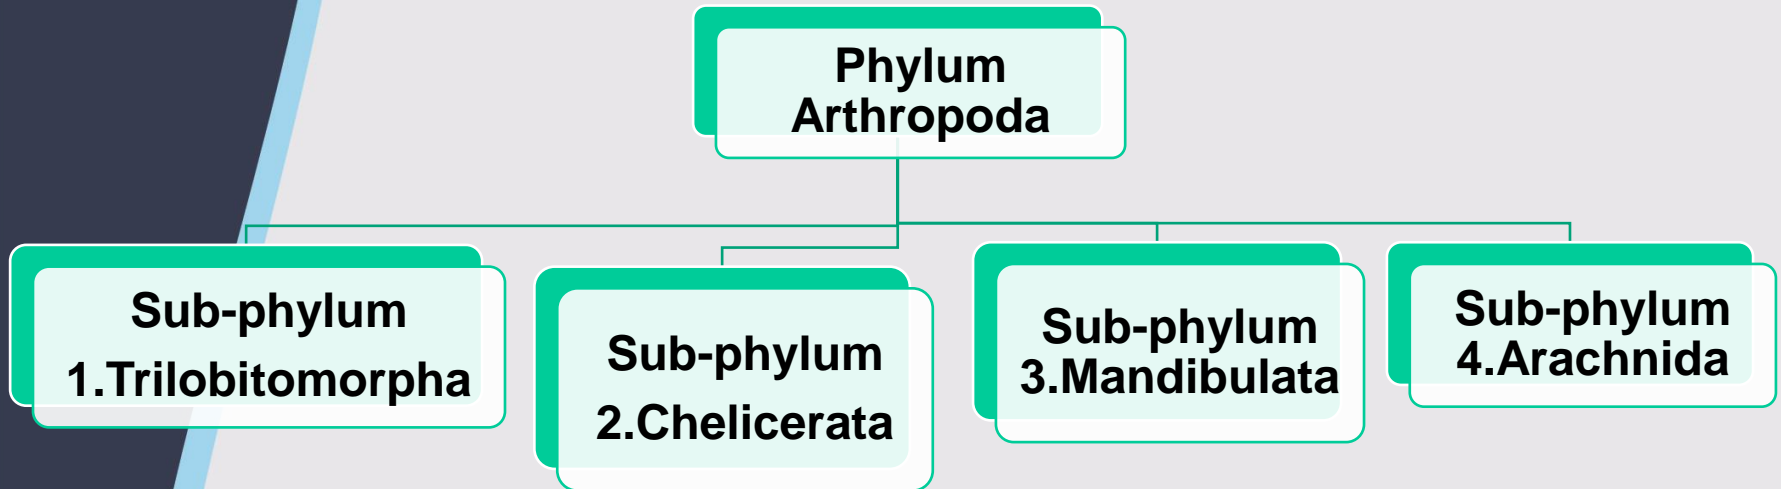 Phylum
Arthropoda
Sub-phylum
1.Trilobitomorpha
Sub-phylum
2.Chelicerata
Sub-phylum
3.Mandibulata
Sub-phylum
4.Arachnida